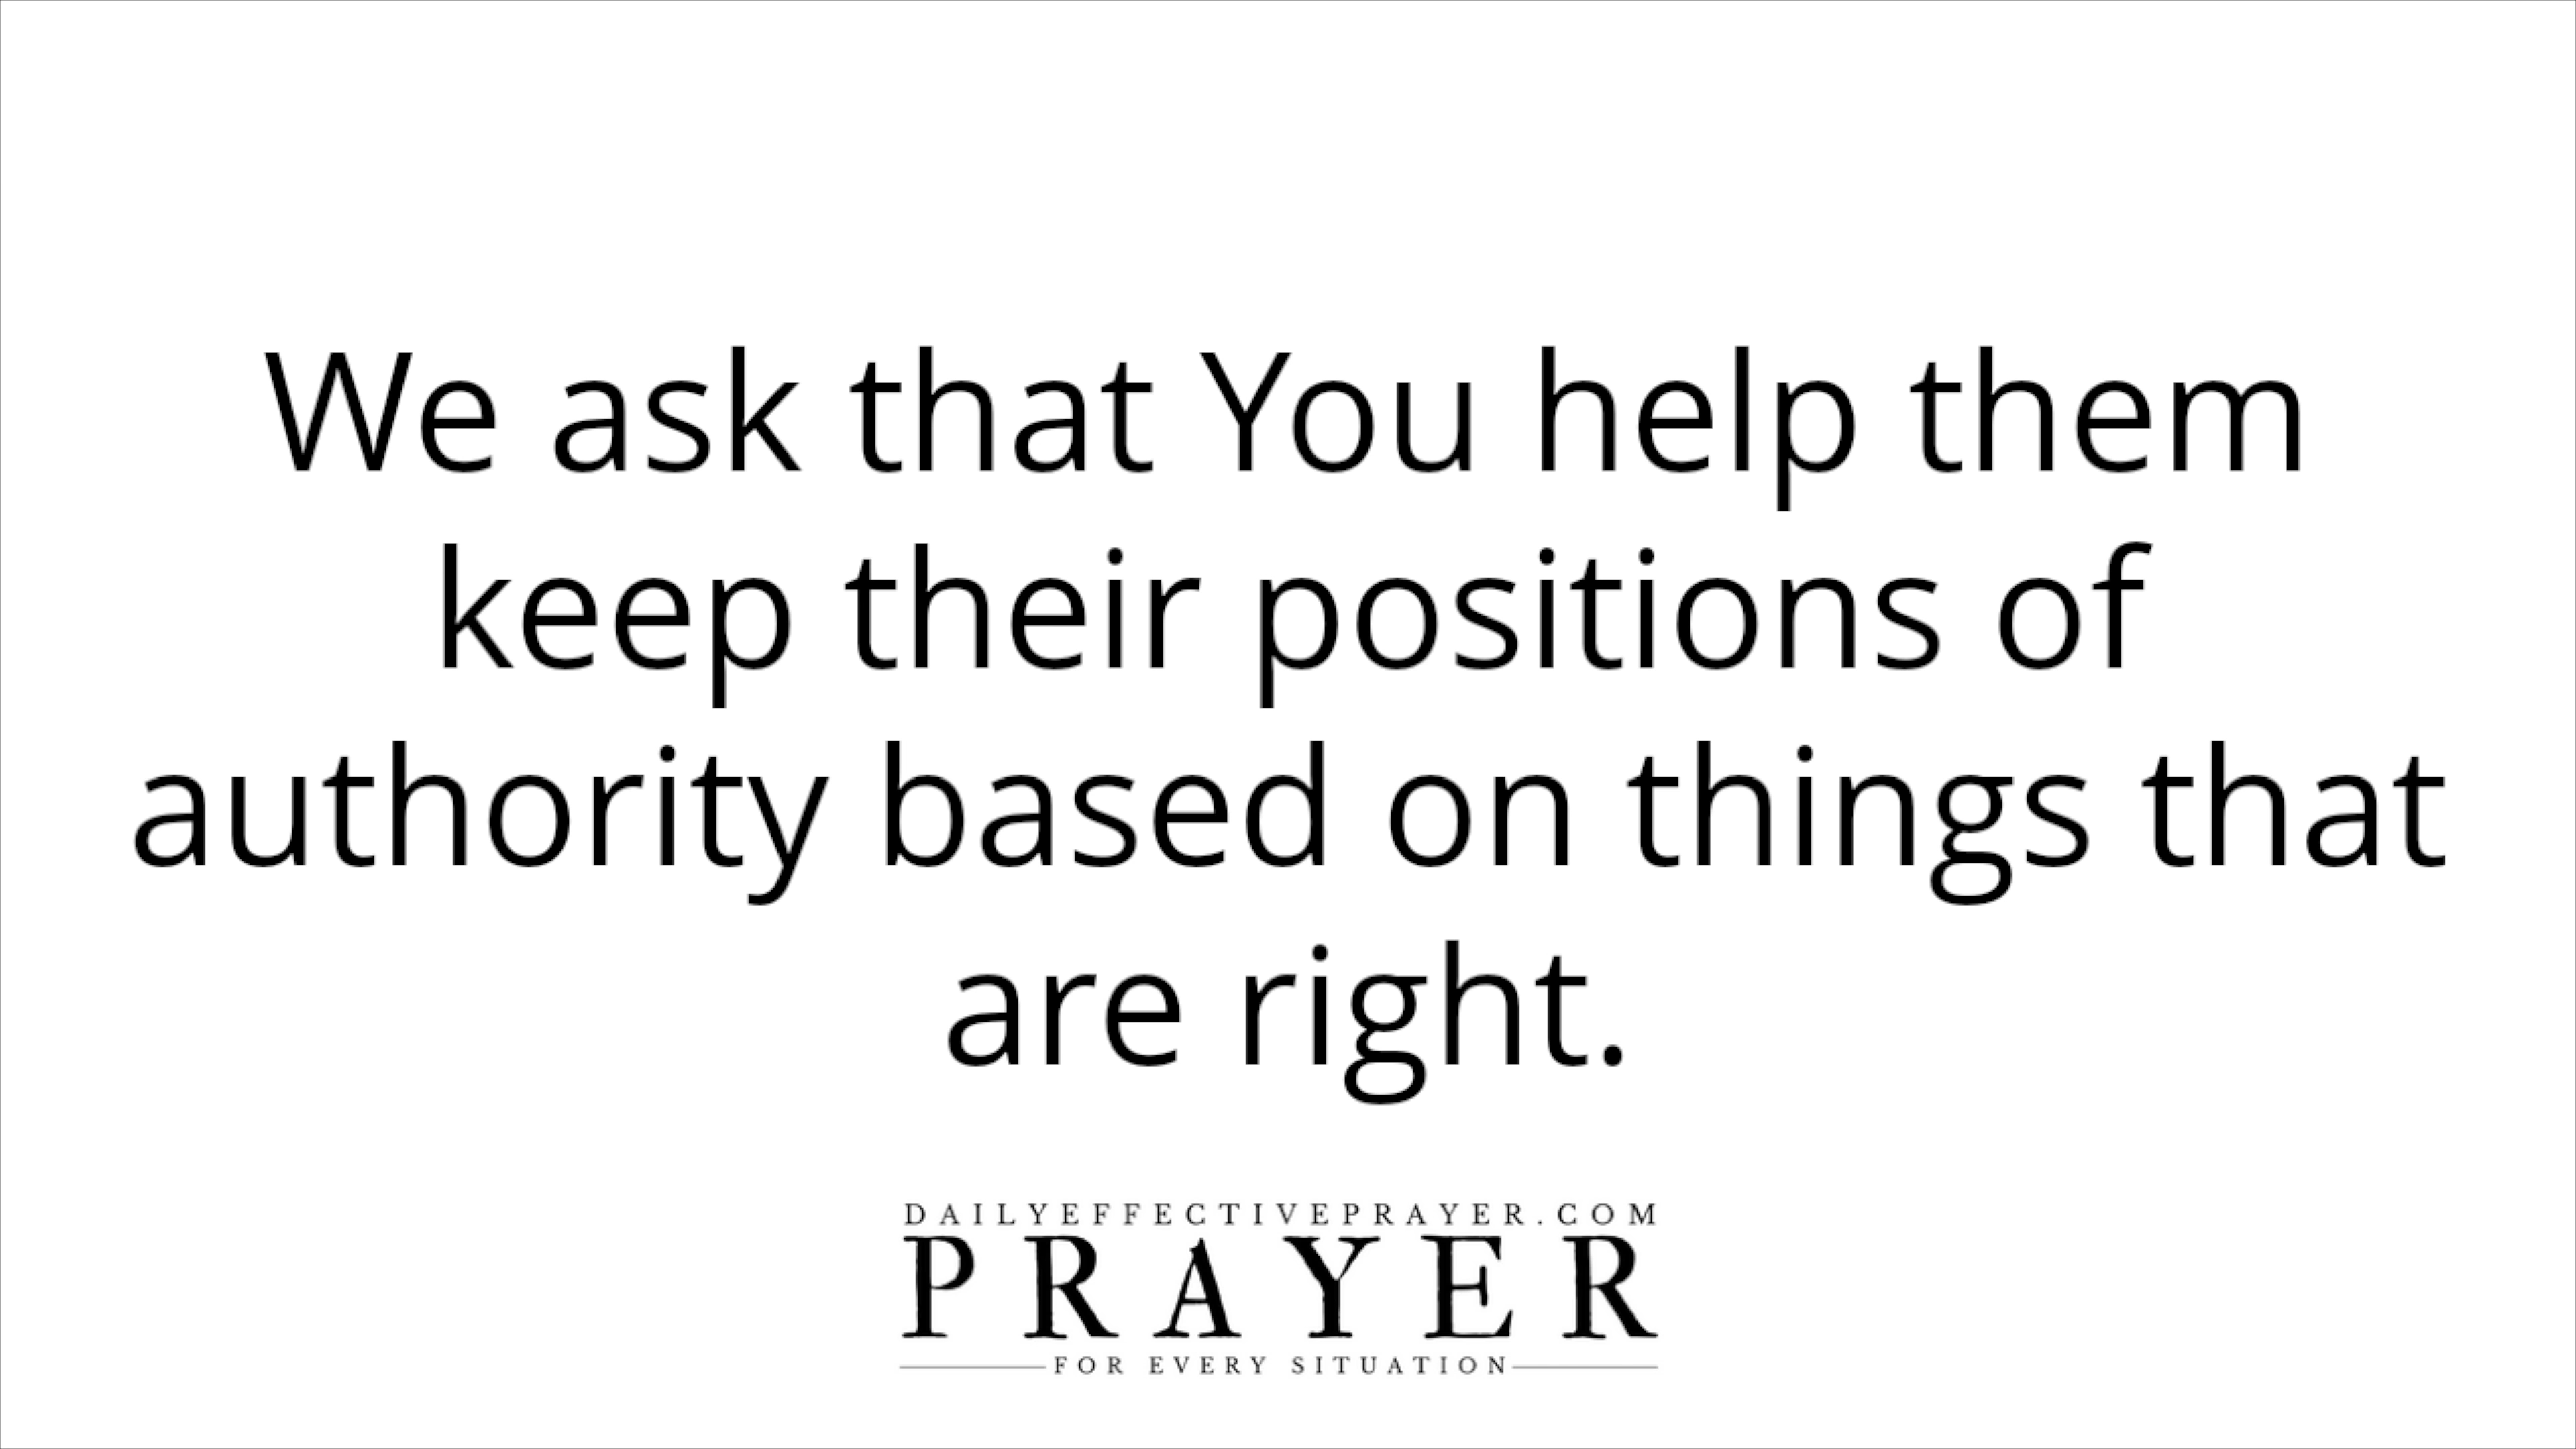 We ask that You help them
keep their positions of
authority based on things that
are right.
DAILYEFFECTIVEPRAYER.COM
PRAYER
FOR EVERY SITUATION